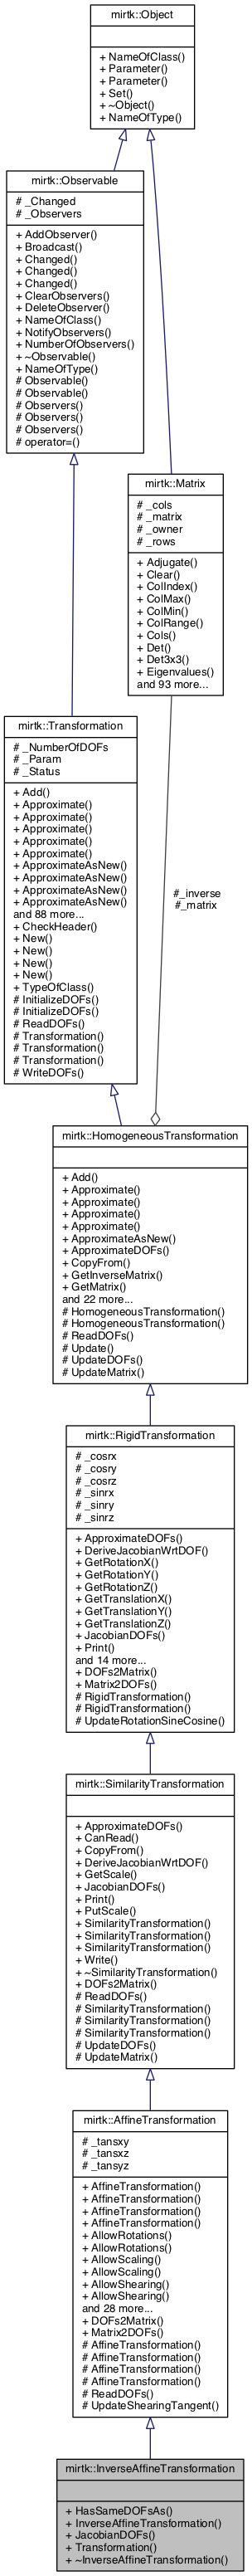 mirtk::Object
+ NameOfClass()
+ Parameter()
+ Parameter()
+ Set()
+ ~Object()
+ NameOfType()
mirtk::Observable
# _Changed
# _Observers
+ AddObserver()
+ Broadcast()
+ Changed()
+ Changed()
+ Changed()
+ ClearObservers()
+ DeleteObserver()
+ NameOfClass()
+ NotifyObservers()
+ NumberOfObservers()
+ ~Observable()
+ NameOfType()
# Observable()
# Observable()
# Observers()
# Observers()
# Observers()
# operator=()
mirtk::Matrix
# _cols
# _matrix
# _owner
# _rows
+ Adjugate()
+ Clear()
+ ColIndex()
+ ColMax()
+ ColMin()
+ ColRange()
+ Cols()
+ Det()
+ Det3x3()
+ Eigenvalues()
and 93 more...
mirtk::Transformation
# _NumberOfDOFs
# _Param
# _Status
+ Add()
+ Approximate()
+ Approximate()
+ Approximate()
+ Approximate()
+ Approximate()
+ ApproximateAsNew()
+ ApproximateAsNew()
+ ApproximateAsNew()
+ ApproximateAsNew()
and 88 more...
+ CheckHeader()
+ New()
+ New()
+ New()
+ New()
+ TypeOfClass()
# InitializeDOFs()
# InitializeDOFs()
# ReadDOFs()
# Transformation()
# Transformation()
# Transformation()
# WriteDOFs()
#_inverse
#_matrix
mirtk::HomogeneousTransformation
+ Add()
+ Approximate()
+ Approximate()
+ Approximate()
+ Approximate()
+ ApproximateAsNew()
+ ApproximateDOFs()
+ CopyFrom()
+ GetInverseMatrix()
+ GetMatrix()
and 22 more...
# HomogeneousTransformation()
# HomogeneousTransformation()
# ReadDOFs()
# Update()
# UpdateDOFs()
# UpdateMatrix()
mirtk::RigidTransformation
# _cosrx
# _cosry
# _cosrz
# _sinrx
# _sinry
# _sinrz
+ ApproximateDOFs()
+ DeriveJacobianWrtDOF()
+ GetRotationX()
+ GetRotationY()
+ GetRotationZ()
+ GetTranslationX()
+ GetTranslationY()
+ GetTranslationZ()
+ JacobianDOFs()
+ Print()
and 14 more...
+ DOFs2Matrix()
+ Matrix2DOFs()
# RigidTransformation()
# RigidTransformation()
# UpdateRotationSineCosine()
mirtk::SimilarityTransformation
+ ApproximateDOFs()
+ CanRead()
+ CopyFrom()
+ DeriveJacobianWrtDOF()
+ GetScale()
+ JacobianDOFs()
+ Print()
+ PutScale()
+ SimilarityTransformation()
+ SimilarityTransformation()
+ SimilarityTransformation()
+ Write()
+ ~SimilarityTransformation()
+ DOFs2Matrix()
# ReadDOFs()
# SimilarityTransformation()
# SimilarityTransformation()
# SimilarityTransformation()
# UpdateDOFs()
# UpdateMatrix()
mirtk::AffineTransformation
# _tansxy
# _tansxz
# _tansyz
+ AffineTransformation()
+ AffineTransformation()
+ AffineTransformation()
+ AffineTransformation()
+ AllowRotations()
+ AllowRotations()
+ AllowScaling()
+ AllowScaling()
+ AllowShearing()
+ AllowShearing()
and 28 more...
+ DOFs2Matrix()
+ Matrix2DOFs()
# AffineTransformation()
# AffineTransformation()
# AffineTransformation()
# AffineTransformation()
# ReadDOFs()
# UpdateShearingTangent()
mirtk::InverseAffineTransformation
+ HasSameDOFsAs()
+ InverseAffineTransformation()
+ JacobianDOFs()
+ Transformation()
+ ~InverseAffineTransformation()